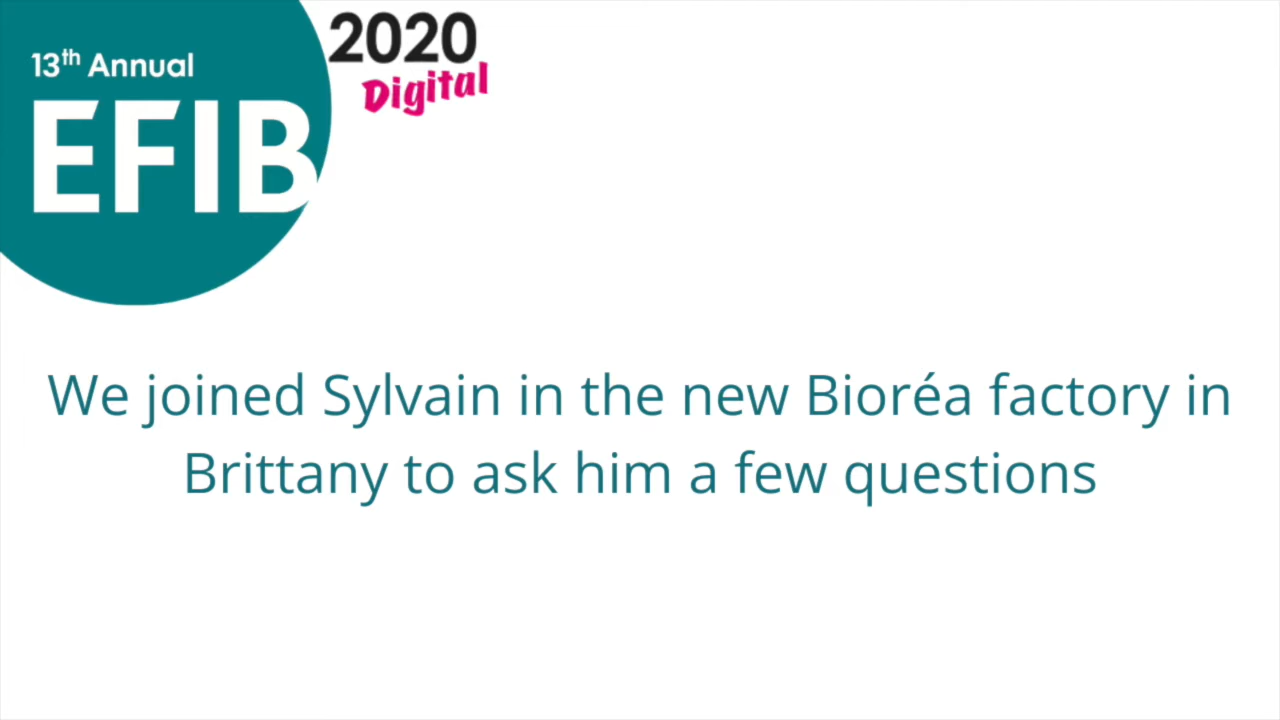 13th Annual
EFIB
2020
Digital
We joined Sylvain in the new Bioréa factory in
Brittany to ask him a few questions